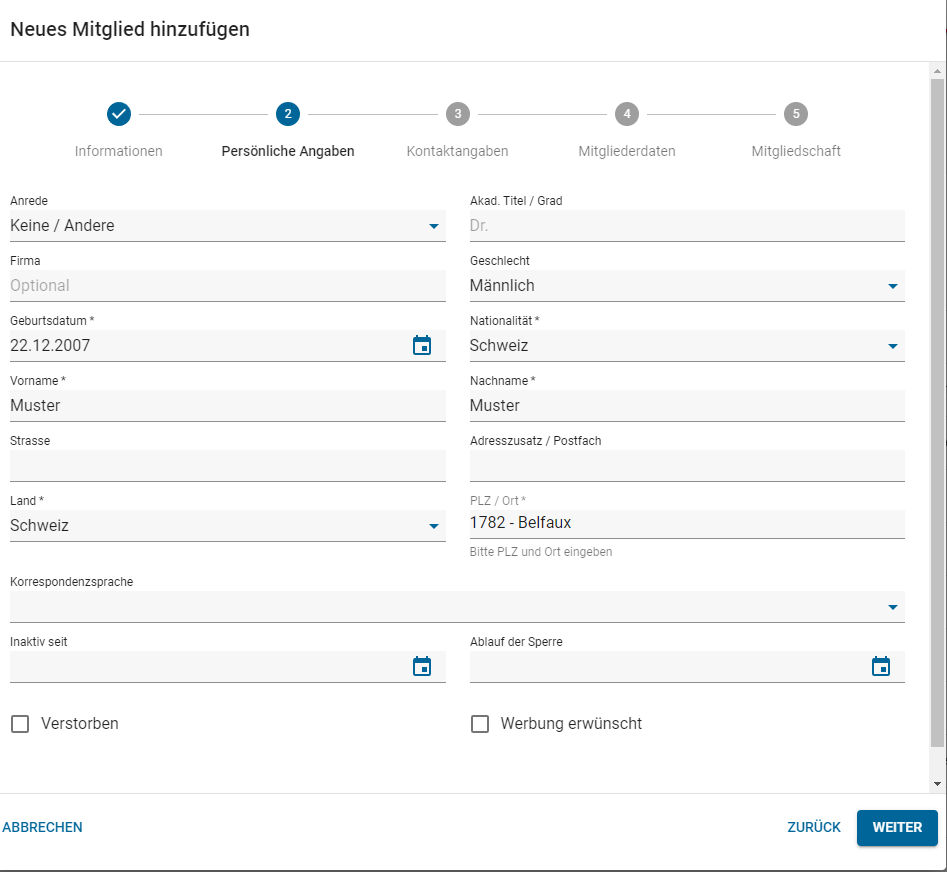 Neues Mitglied hinzufügen
2 3 4 5
Informationen Persönliche Angaben Kontaktangaben Mitgliederdaten Mitgliedschaft
Anrede Akad. Titel / Grad
Keine / Andere Dr.
Firma Geschlecht
Optional Männlich
Geburtsdatum * Nationalität *
22.12.2007 Schweiz
Vorname * Nachname *
Muster Muster
Strasse Adresszusatz / Postfach
Land * PLZ / Ort *
Schweiz 1782 - Belfaux
Bitte PLZ und Ort eingeben
Korrespondenzsprache
Inaktiv seit Ablauf der Sperre
Verstorben Werbung erwünscht
ABBRECHEN ZURÜCK WEITER